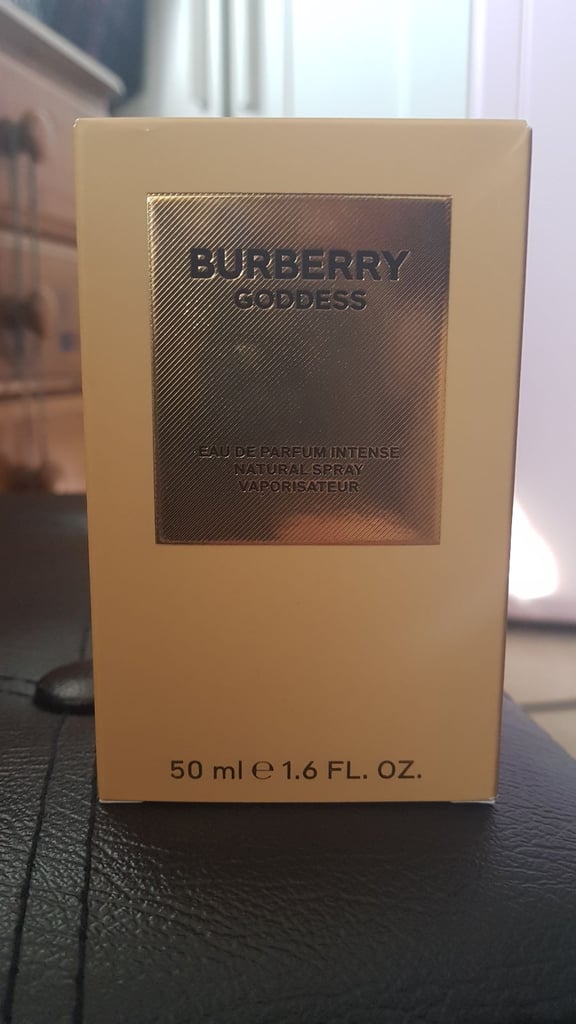 BURBERRY
GODDESS
EAU DE PARFUM INTENSE
NATURAL SPRAY
VAPORISATEUR
50 ml ℮ 1.6 FL. OZ.